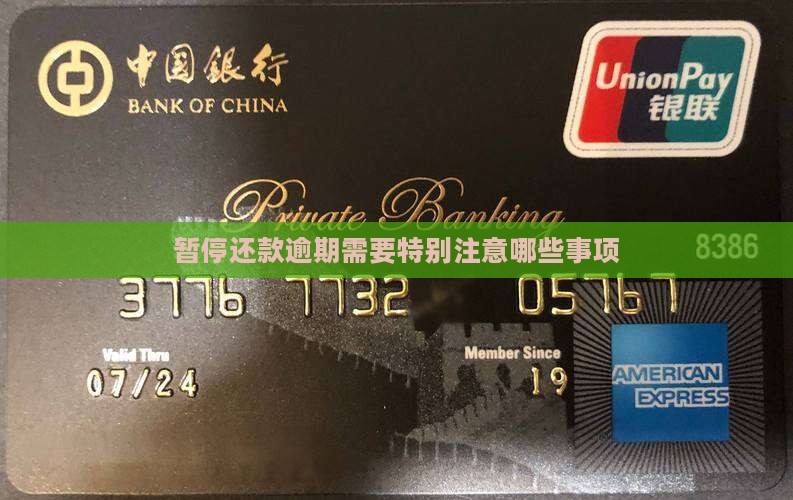 中国银行
BANK OF CHINA
UnionPay
银联
Private Banking
暂停还款逾期需要特别注意哪些事项
8386
3776 7732 05767
Valid Thru
Member Since
07/24
19
AMERICAN
EXPRESS